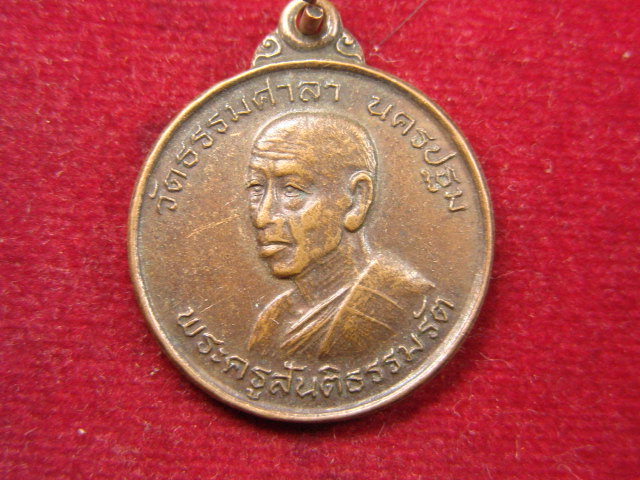 วัดธรรมศาลา นครปฐม
พระครูสันติธรรมรัต